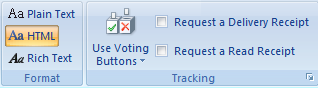 Aa Plain Text
Aa HTML
Aa Rich Text
Format
Use Voting
Buttons
Request a Delivery Receipt
Request a Read Receipt
Tracking